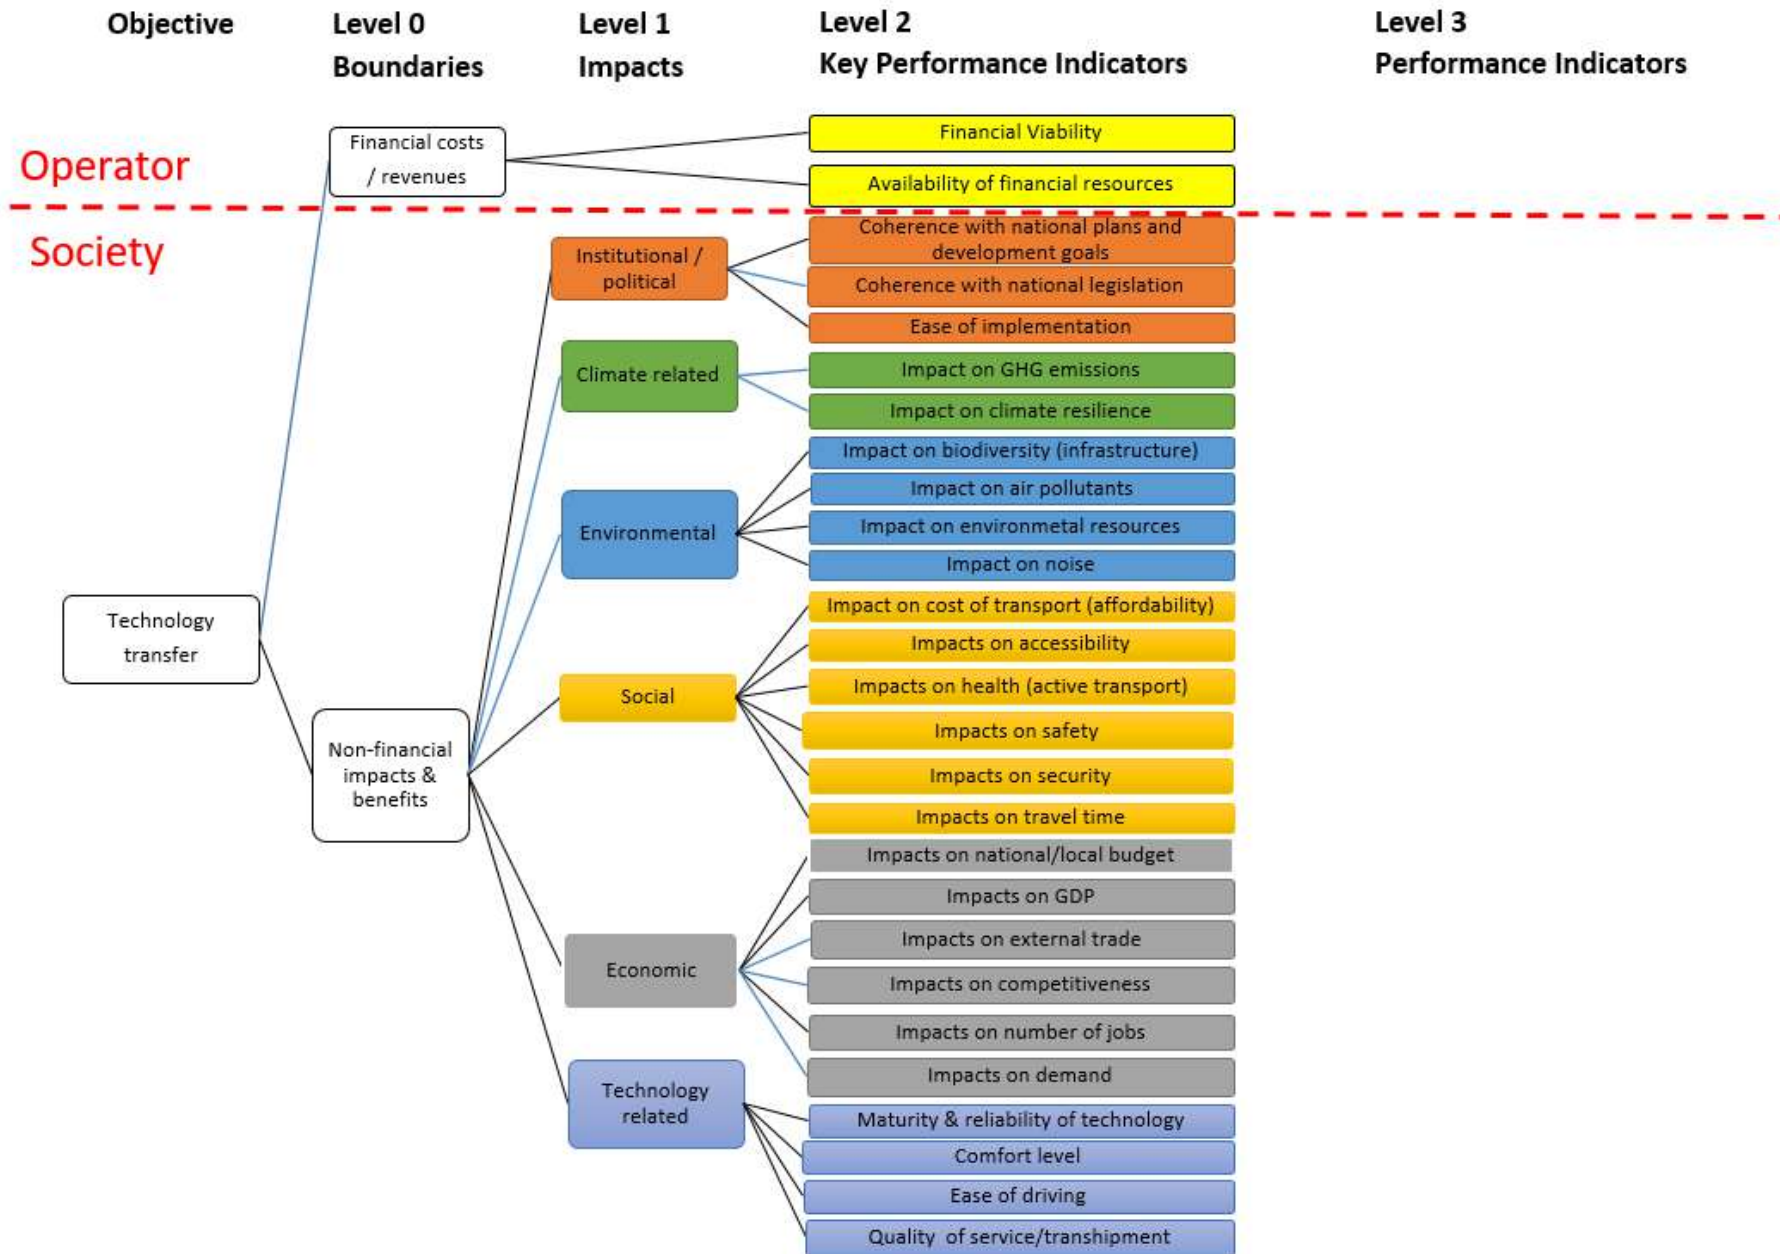 Objective
Level 0
Boundaries
Level 1
Impacts
Level 2
Key Performance Indicators
Level 3
Performance Indicators
Operator
Society
Technology
transfer
Financial costs
/ revenues
Non-financial
impacts &
benefits
Institutional /
political
Climate related
Environmental
Social
Economic
Technology
related
Financial Viability
Availability of financial resources
Coherence with national plans and
development goals
Coherence with national legislation
Ease of implementation
Impact on GHG emissions
Impact on climate resilience
Impact on biodiversity (infrastructure)
Impact on air pollutants
Impact on environmetal resources
Impact on noise
Impact on cost of transport (affordability)
Impacts on accessibility
Impacts on health (active transport)
Impacts on safety
Impacts on security
Impacts on travel time
Impacts on national/local budget
Impacts on GDP
Impacts on external trade
Impacts on competitiveness
Impacts on number of jobs
Impacts on demand
Maturity & reliability of technology
Comfort level
Ease of driving
Quality of service/transhipment